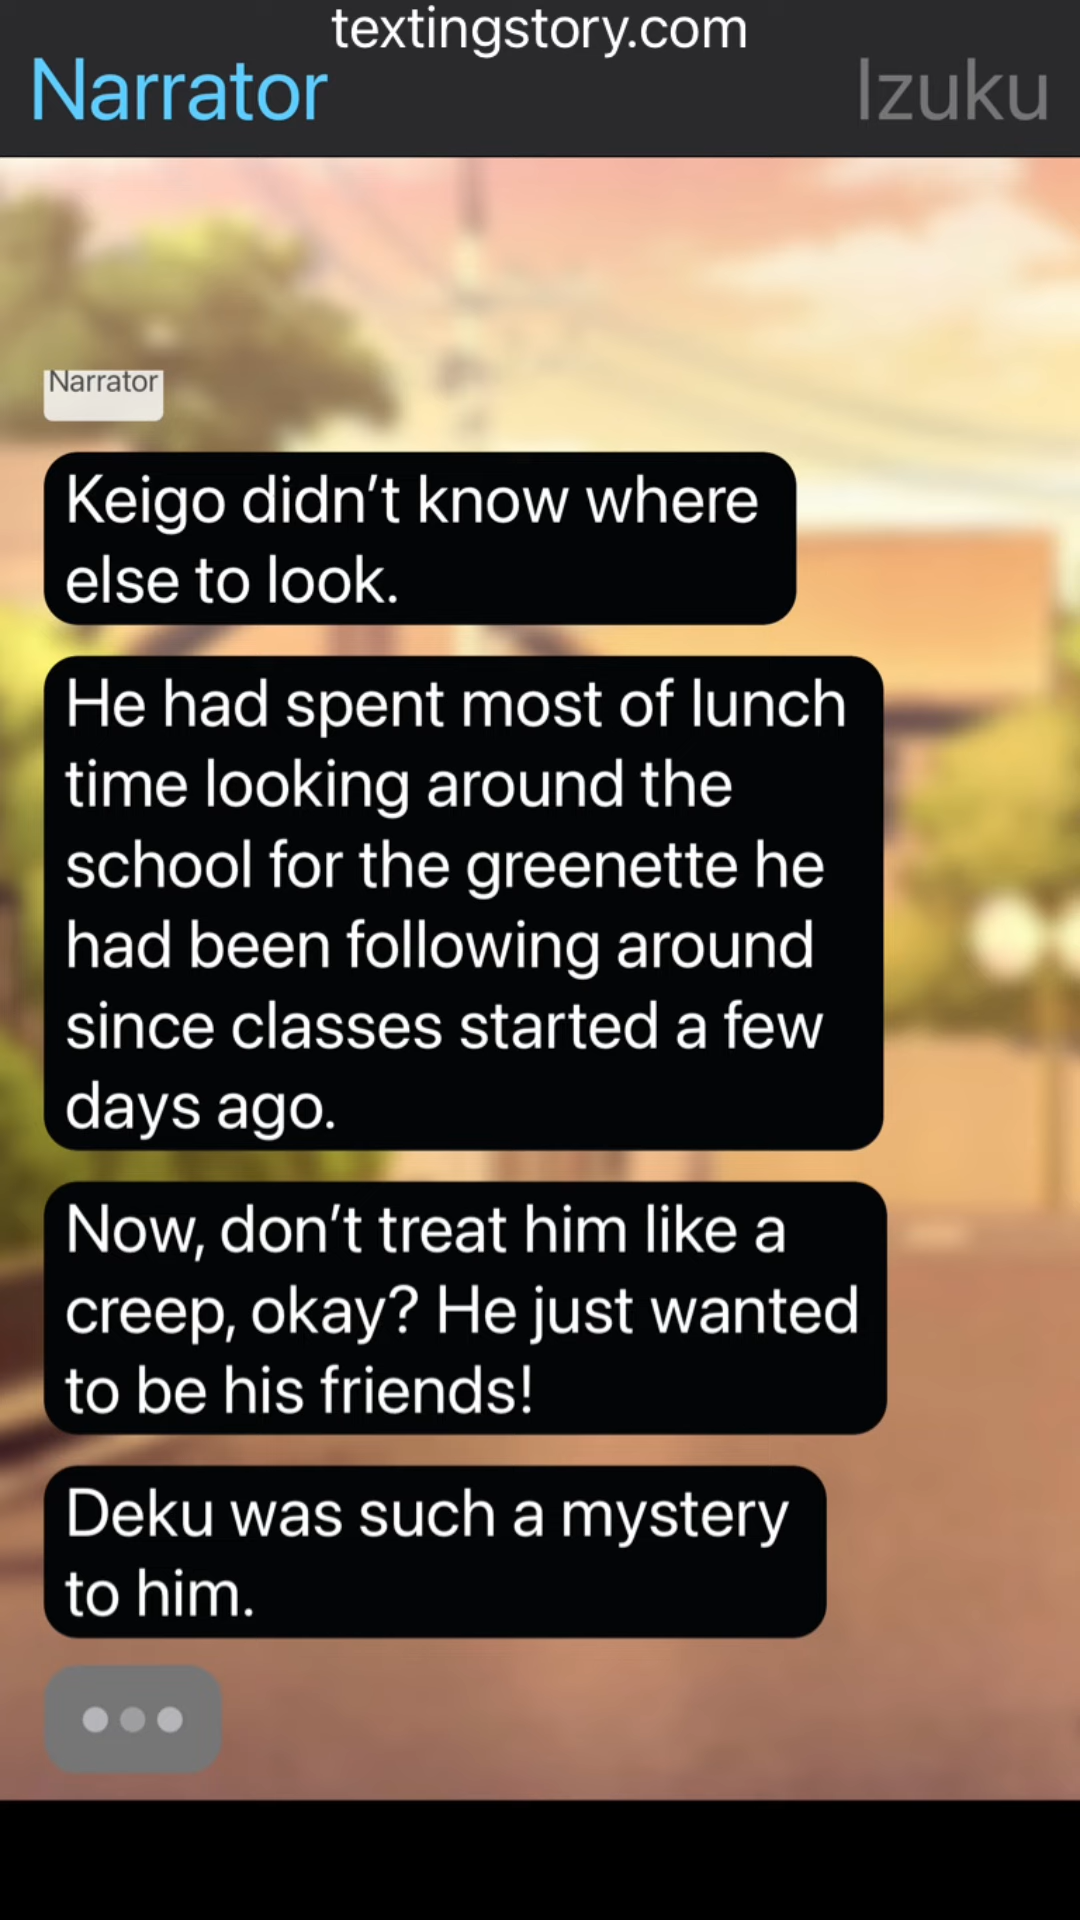 textingstory.com
Narrator
Izuku
Narrator
Keigo didn’t know where
else to look.
He had spent most of lunch
time looking around the
school for the greenette he
had been following around
since classes started a few
days ago.
Now, don’t treat him like a
creep, okay? He just wanted
to be his friends!
Deku was such a mystery
to him.